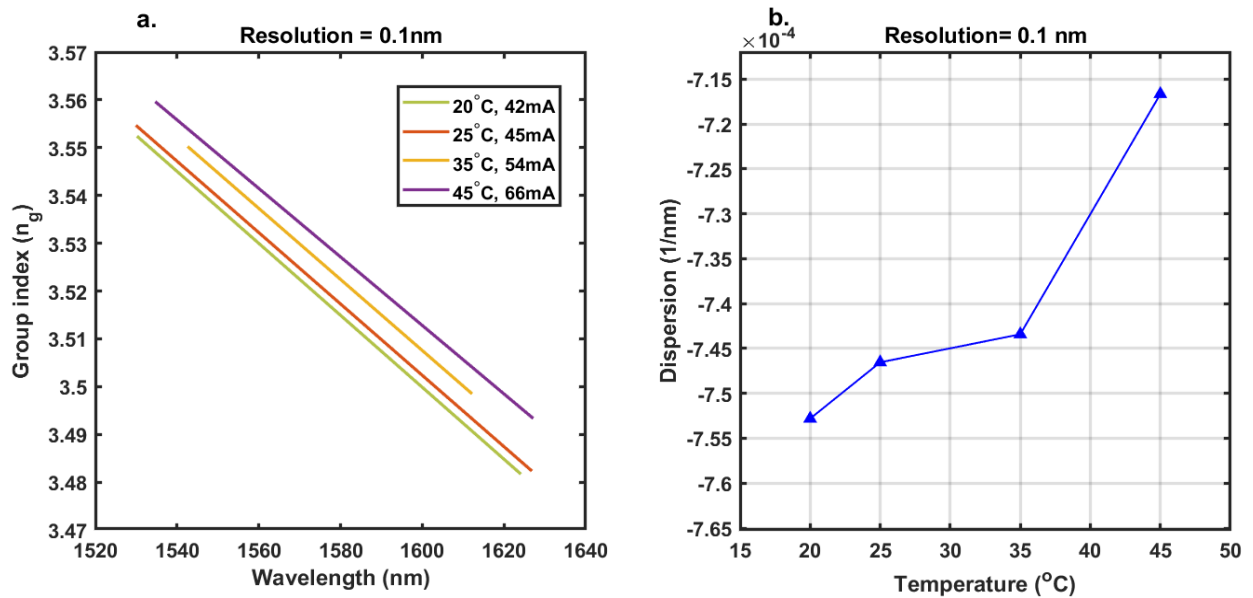 a.
Resolution = 0.1nm
3.57
3.56
3.55
3.54
3.53
3.52
3.51
3.5
3.49
3.48
3.47
Group index (n_g)
20°C, 42mA
25°C, 45mA
35°C, 54mA
45°C, 66mA
1520 1540 1560 1580 1600 1620 1640
Wavelength (nm)
b.
×10⁻⁴
Resolution= 0.1 nm
-7.15
-7.2
-7.25
-7.3
-7.35
-7.4
-7.45
-7.5
-7.55
-7.6
-7.65
Dispersion (1/nm)
15 20 25 30 35 40 45 50
Temperature (°C)